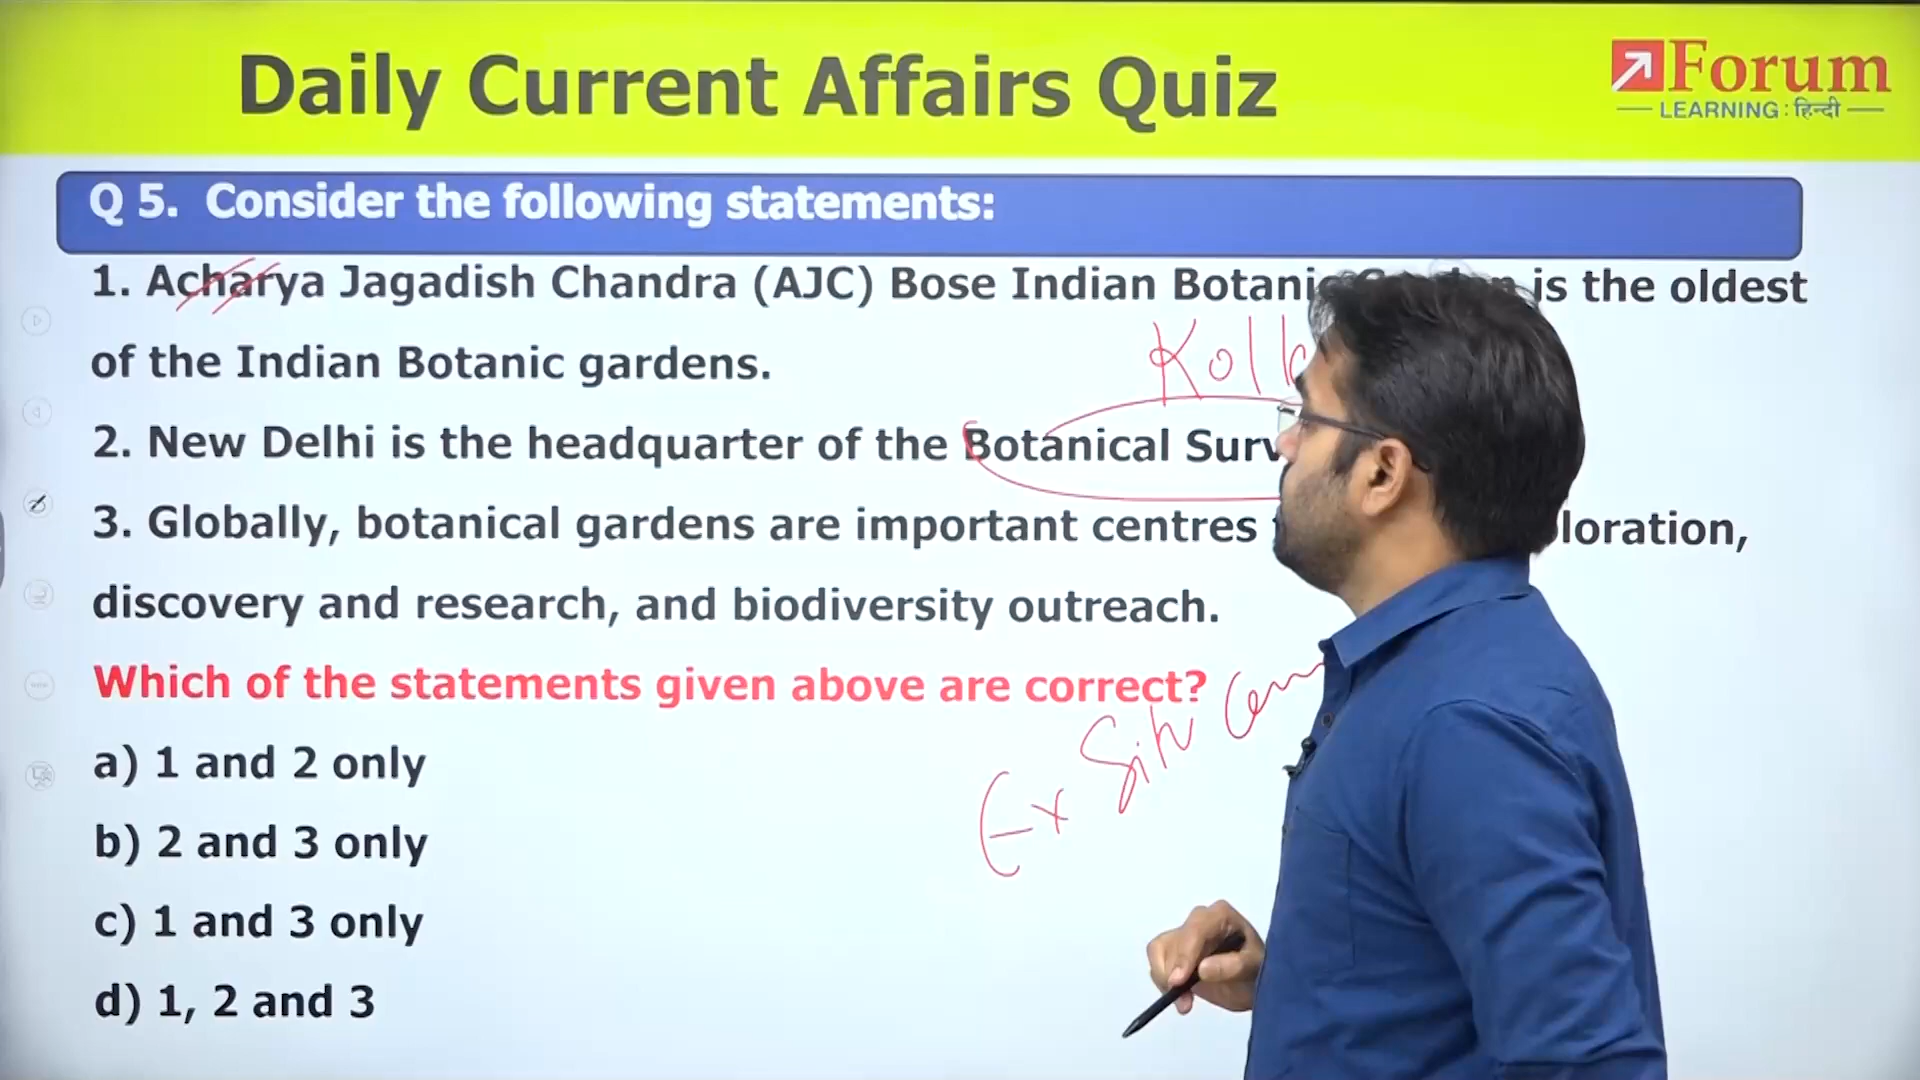 Daily Current Affairs Quiz
Forum
LEARNING : हिन्दी
Q 5. Consider the following statements:
1. Acharya Jagadish Chandra (AJC) Bose Indian Botanic Garden is the oldest
of the Indian Botanic gardens.
Kolk
2. New Delhi is the headquarter of the Botanical Surv
3. Globally, botanical gardens are important centres loration,
discovery and research, and biodiversity outreach.
Which of the statements given above are correct?
Ex Situ Con
a) 1 and 2 only
b) 2 and 3 only
c) 1 and 3 only
d) 1, 2 and 3